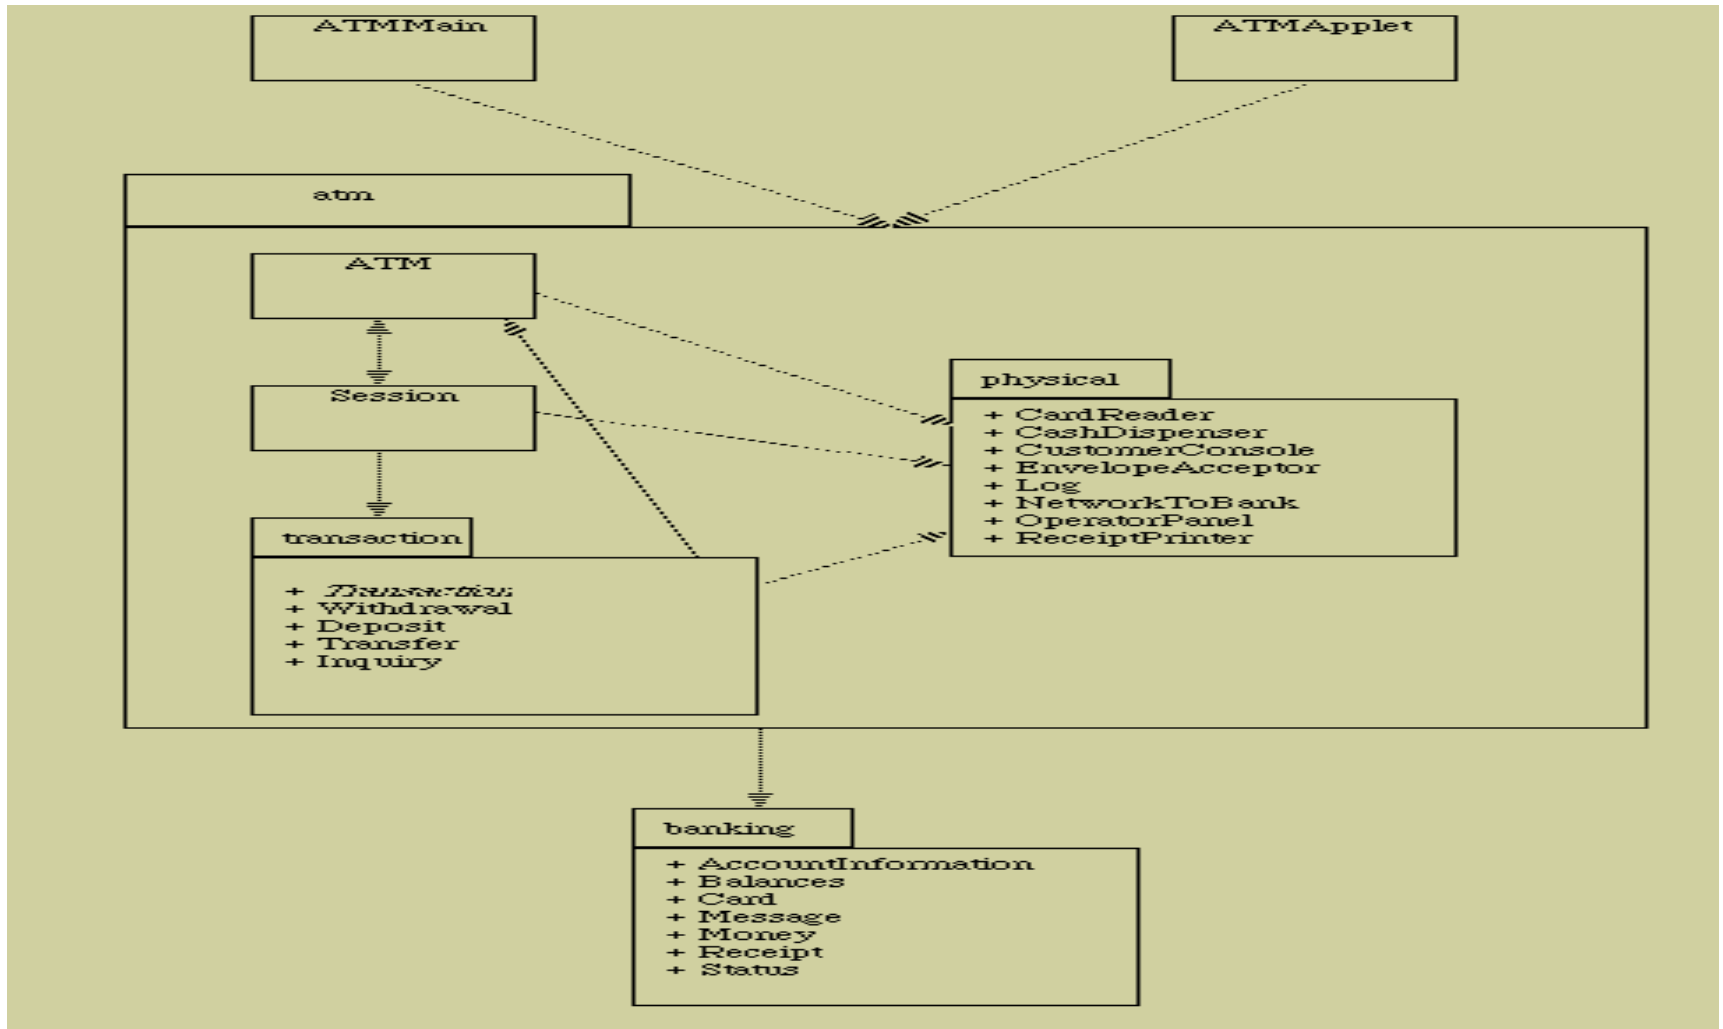 ATMMain
ATMApplet
atm
ATM
Session
physical
+ CardReader
+ CashDispenser
+ CustomerConsole
+ EnvelopeAcceptor
+ Log
+ NetworkToBank
+ OperatorPanel
+ ReceiptPrinter
transaction
+ Transaction
+ Withdrawal
+ Deposit
+ Transfer
+ Inquiry
banking
+ AccountInformation
+ Balances
+ Card
+ Message
+ Money
+ Receipt
+ Status